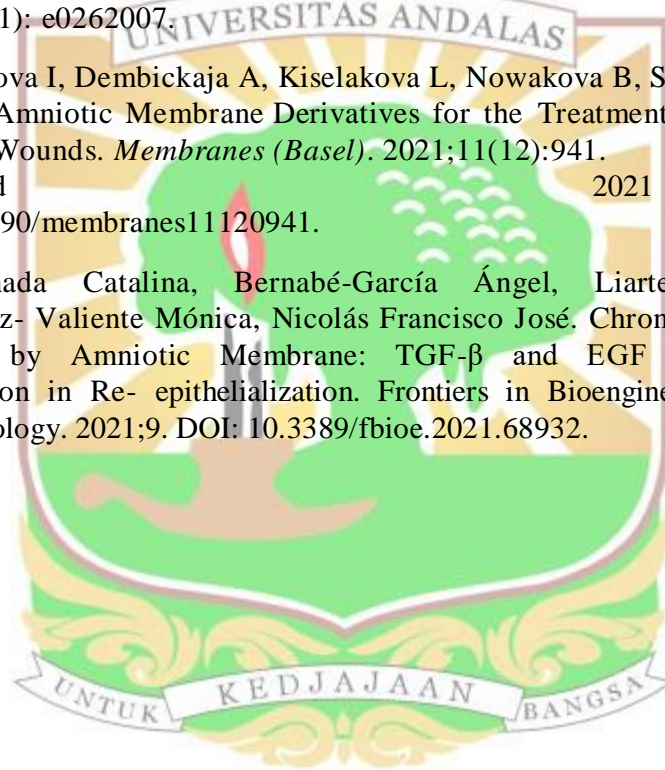 1): e0262007.
UNIVERSITAS ANDALAS
ova I, Dembickaja A, Kiselakova L, Nowakova B, S
Amniotic Membrane Derivatives for the Treatment
Wounds. Membranes (Basel). 2021;11(12):941.
d 2021
90/membranes11120941.
nada Catalina, Bernabé-García Ángel, Liarte
z- Valiente Mónica, Nicolás Francisco José. Chron
by Amniotic Membrane: TGF-β and EGF
on in Re- epithelialization. Frontiers in Bioengine
ology. 2021;9. DOI: 10.3389/fbioe.2021.68932.
UNTUK KEDJAJAAN BANGSA